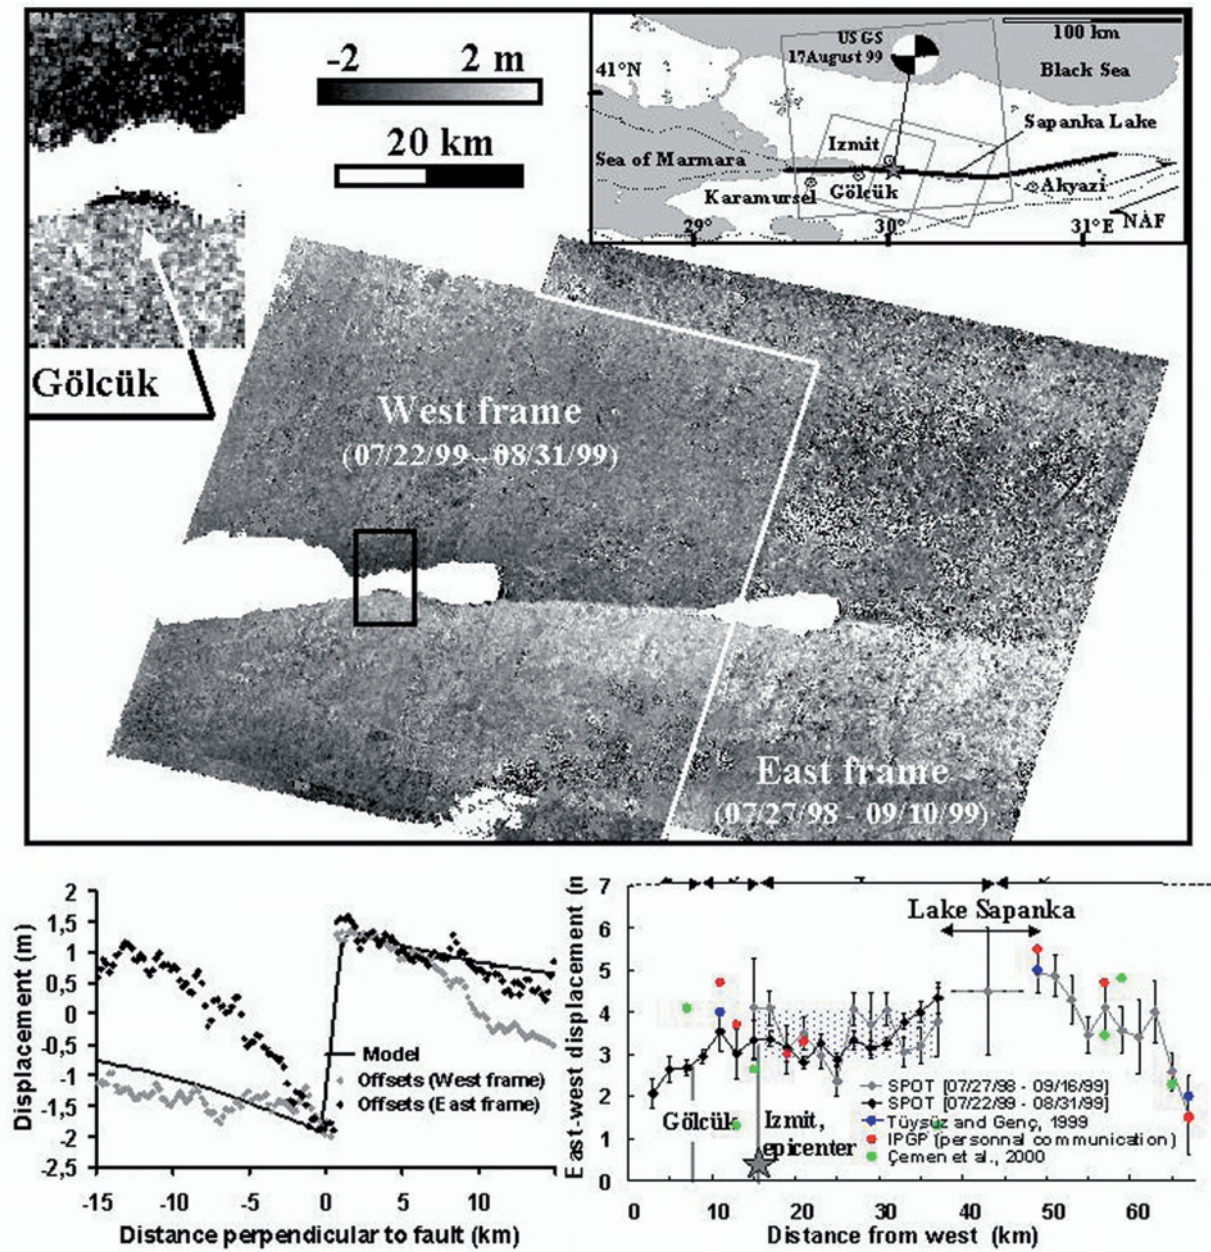 -2 2 m
20 km
Gölcük
US GS
17August 99
100 km
41°N
Black Sea
Sapanka Lake
Izmit
Sea of Marmara
Karamursel
Gölcük
Akyazi
29°
30°
31°E
NAF
West frame
(07/22/99 - 08/31/99)
East frame
(07/27/98 - 09/10/99)
Displacement (m)
2
1,5
1
0,5
0
-0,5
-1
-1,5
-2
-2,5
Model
Offsets (West frame)
Offsets (East frame)
-15 -10 -5 0 5 10
Distance perpendicular to fault (km)
East-west displacement (n
7
6
5
4
3
2
1
0
Lake Sapanka
Gölcük
Izmit,
epicenter
SPOT [07/27/98 - 09/16/99]
SPOT [07/22/99 - 08/31/99]
Tüysüz and Genç, 1999
IPGP (personnal communication)
Çemen et al., 2000
0 10 20 30 40 50 60
Distance from west (km)